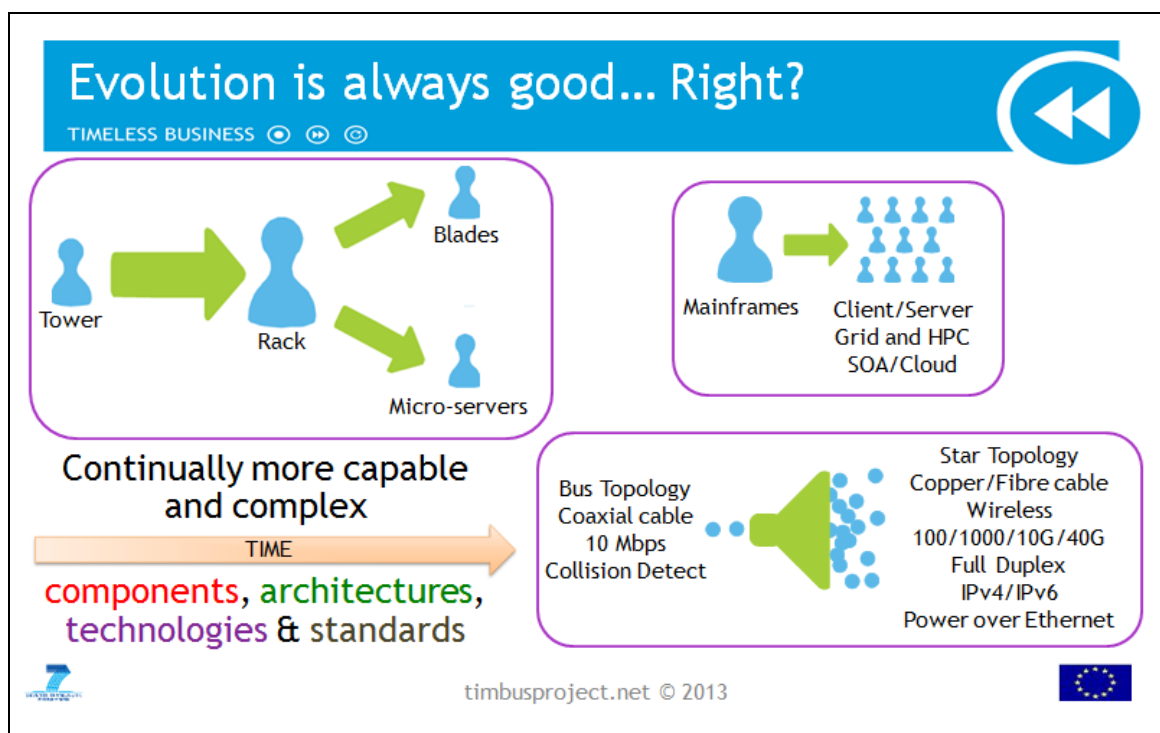 Evolution is always good... Right?
TIMELESS BUSINESS
Tower
Rack
Blades
Micro-servers
Mainframes
Client/Server
Grid and HPC
SOA/Cloud
Continually more capable
and complex
TIME
components, architectures,
technologies & standards
Bus Topology
Coaxial cable
10 Mbps
Collision Detect
Star Topology
Copper/Fibre cable
Wireless
100/1000/10G/40G
Full Duplex
IPv4/IPv6
Power over Ethernet
timbusproject.net © 2013